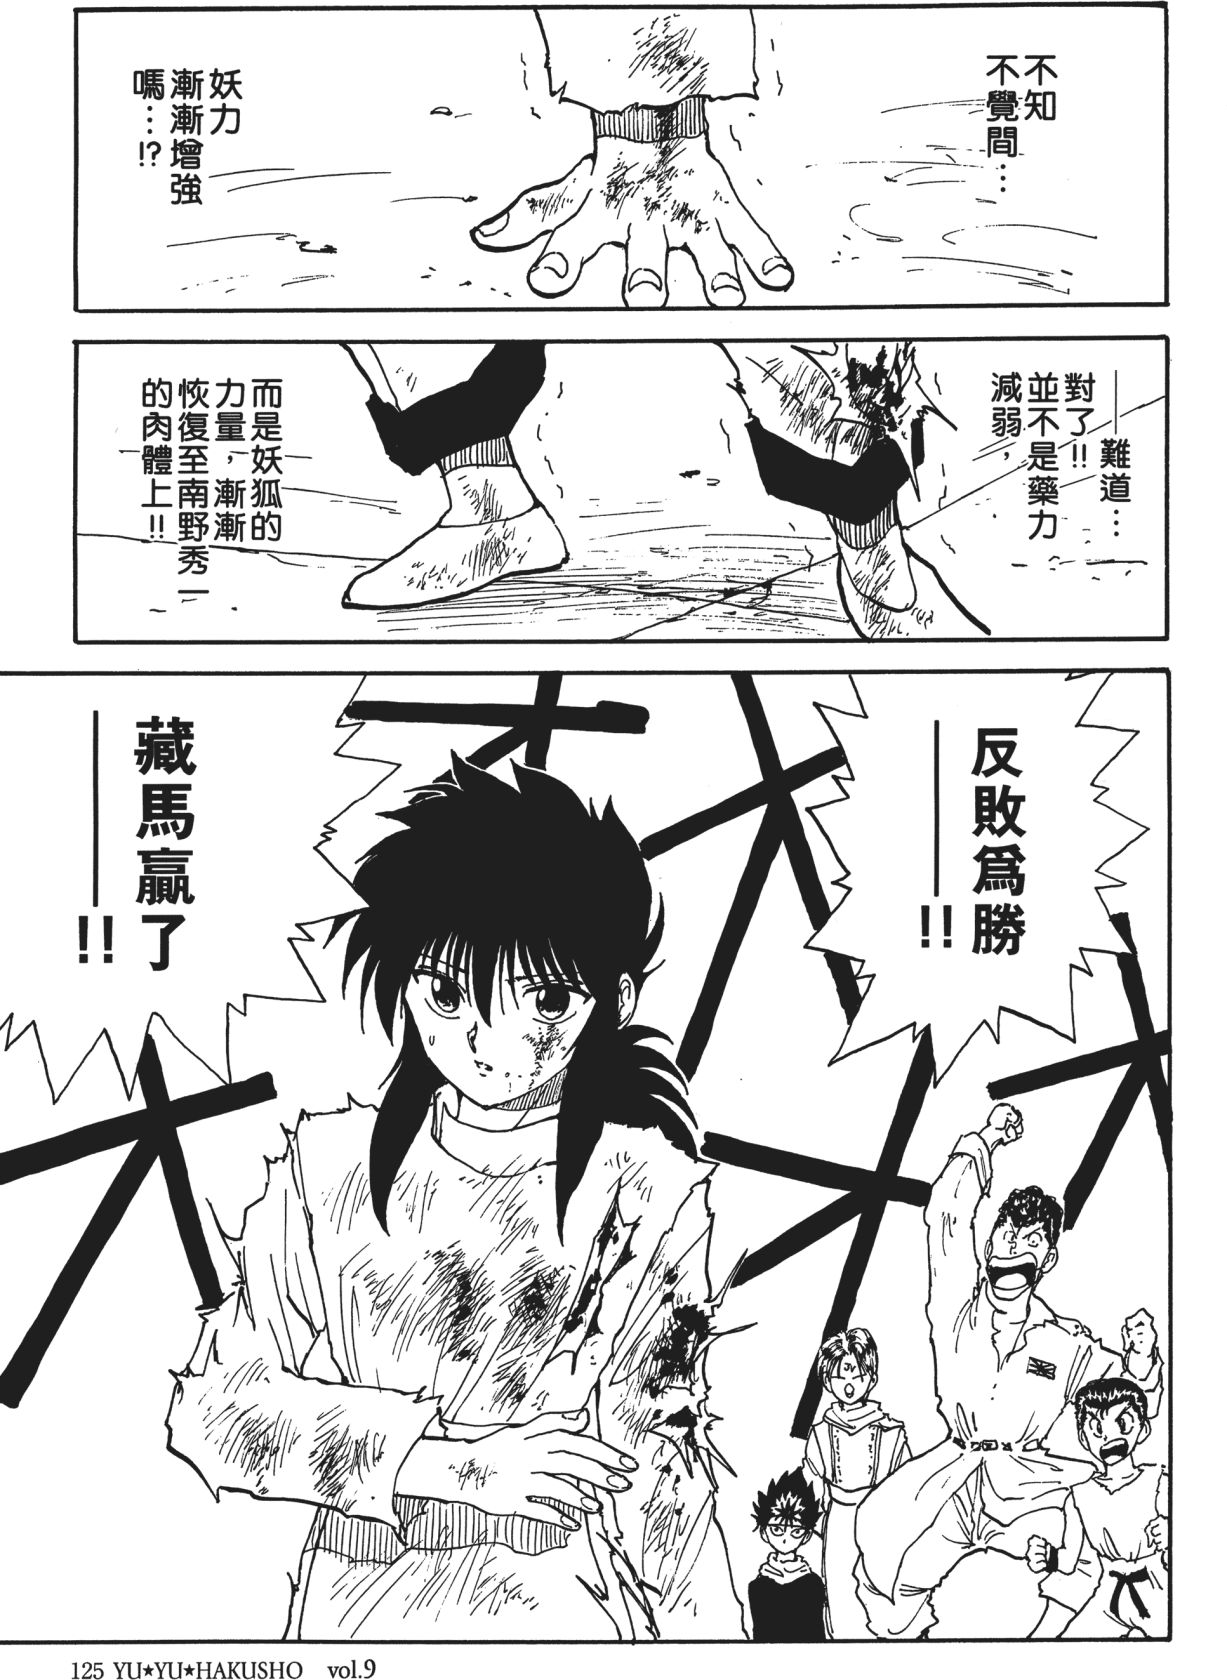 不知
不覺間…
妖力
漸漸增強
嗎…!?
——難道…
對了!!
並不是藥力
減弱，
而是妖狐的
力量，漸漸
恢復至南野秀一
的肉體上!!
反敗爲勝
——!!
藏馬贏了
——!!
125 YU★YU★HAKUSHO vol.9